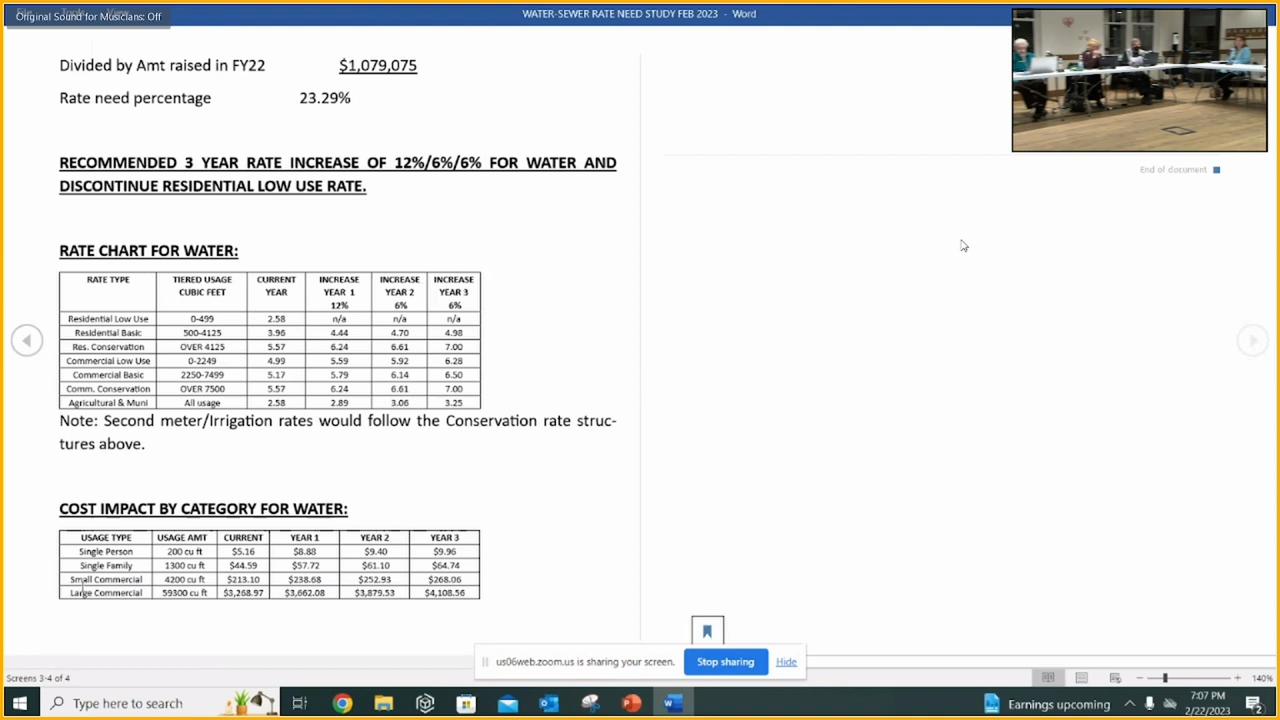 Original Sound for Musicians: Off
WATER-SEWER RATE NEED STUDY FEB 2023 - Word
Divided by Amt raised in FY22 $1,079,075
Rate need percentage 23.29%
RECOMMENDED 3 YEAR RATE INCREASE OF 12%/6%/6% FOR WATER AND
DISCONTINUE RESIDENTIAL LOW USE RATE.
RATE CHART FOR WATER:
RATE TYPE TIERED USAGE CUBIC FEET CURRENT YEAR INCREASE YEAR 1 12% INCREASE YEAR 2 6% INCREASE YEAR 3 6%
Residential Low Use 0-499 2.58 n/a n/a n/a
Residential Basic 500-4125 3.96 4.44 4.70 4.98
Res. Conservation OVER 4125 5.57 6.24 6.61 7.00
Commercial Low Use 0-2249 4.99 5.59 5.92 6.28
Commercial Basic 2250-7499 5.17 5.79 6.14 6.50
Comm. Conservation OVER 7500 5.57 6.24 6.61 7.00
Agricultural & Muni All usage 2.58 2.89 3.06 3.25
Note: Second meter/Irrigation rates would follow the Conservation rate struc-
tures above.
COST IMPACT BY CATEGORY FOR WATER:
USAGE TYPE USAGE AMT CURRENT YEAR 1 YEAR 2 YEAR 3
Single Person 200 cu ft $5.16 $8.88 $9.40 $9.96
Single Family 1300 cu ft $44.59 $57.72 $61.10 $64.74
Small Commercial 4200 cu ft $213.10 $238.68 $252.93 $268.06
Large Commercial 59300 cu ft $3,268.97 $3,662.08 $3,879.53 $4,108.56
End of document
us06web.zoom.us is sharing your screen. Stop sharing Hide
Screens 3-4 of 4
140%
Type here to search
Earnings upcoming
7:07 PM
2/22/2023
2